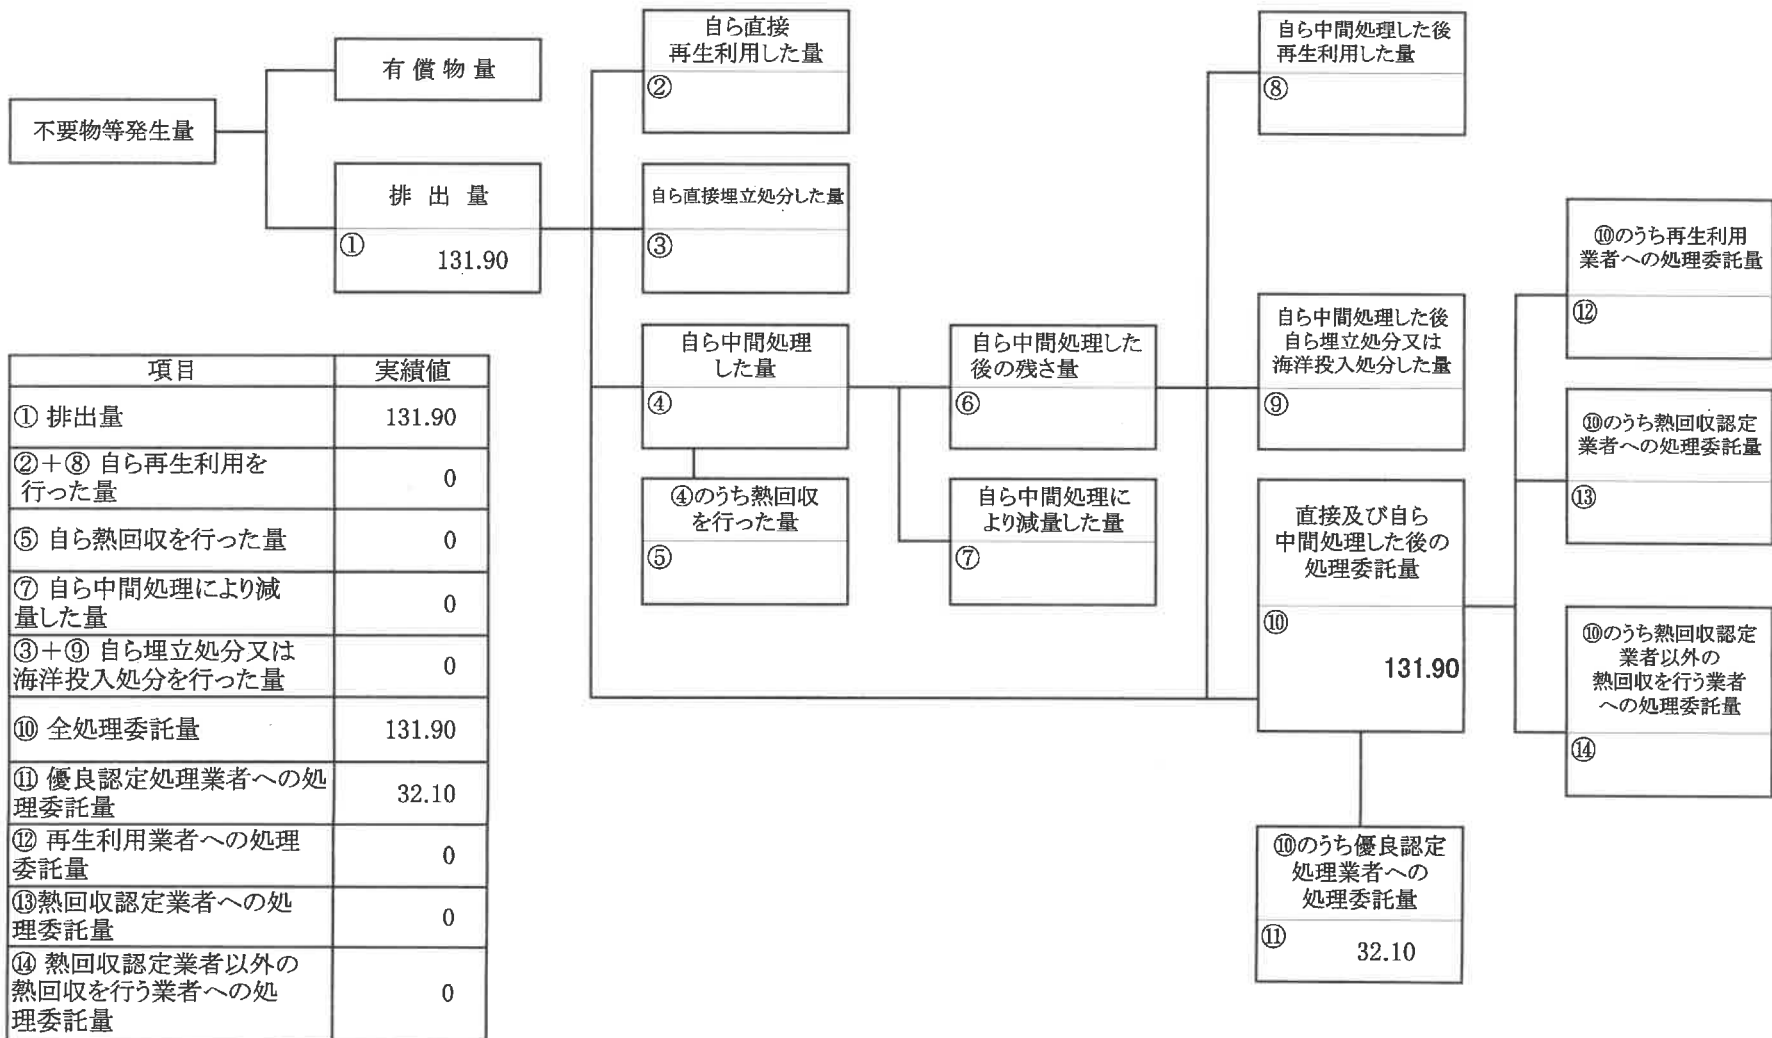 不要物等発生量
有償物量
排出量
①
131.90
自ら直接
再生利用した量
②
自ら直接埋立処分した量
③
自ら中間処理
した量
④
④のうち熱回収
を行った量
⑤
自ら中間処理した
後の残さ量
⑥
自ら中間処理に
より減量した量
⑦
自ら中間処理した後
再生利用した量
⑧
自ら中間処理した後
自ら埋立処分又は
海洋投入処分した量
⑨
直接及び自ら
中間処理した後の
処理委託量
⑩
131.90
⑩のうち優良認定
処理業者への
処理委託量
⑪
32.10
⑩のうち再生利用
業者への処理委託量
⑫
⑩のうち熱回収認定
業者への処理委託量
⑬
⑩のうち熱回収認定
業者以外の
熱回収を行う業者
への処理委託量
⑭
項目 実績値
① 排出量 131.90
②+⑧ 自ら再生利用を
行った量 0
⑤ 自ら熱回収を行った量 0
⑦ 自ら中間処理により減
量した量 0
③+⑨ 自ら埋立処分又は
海洋投入処分を行った量 0
⑩ 全処理委託量 131.90
⑪ 優良認定処理業者への処
理委託量 32.10
⑫ 再生利用業者への処理
委託量 0
⑬熱回収認定業者への処
理委託量 0
⑭ 熱回収認定業者以外の
熱回収を行う業者への処
理委託量 0